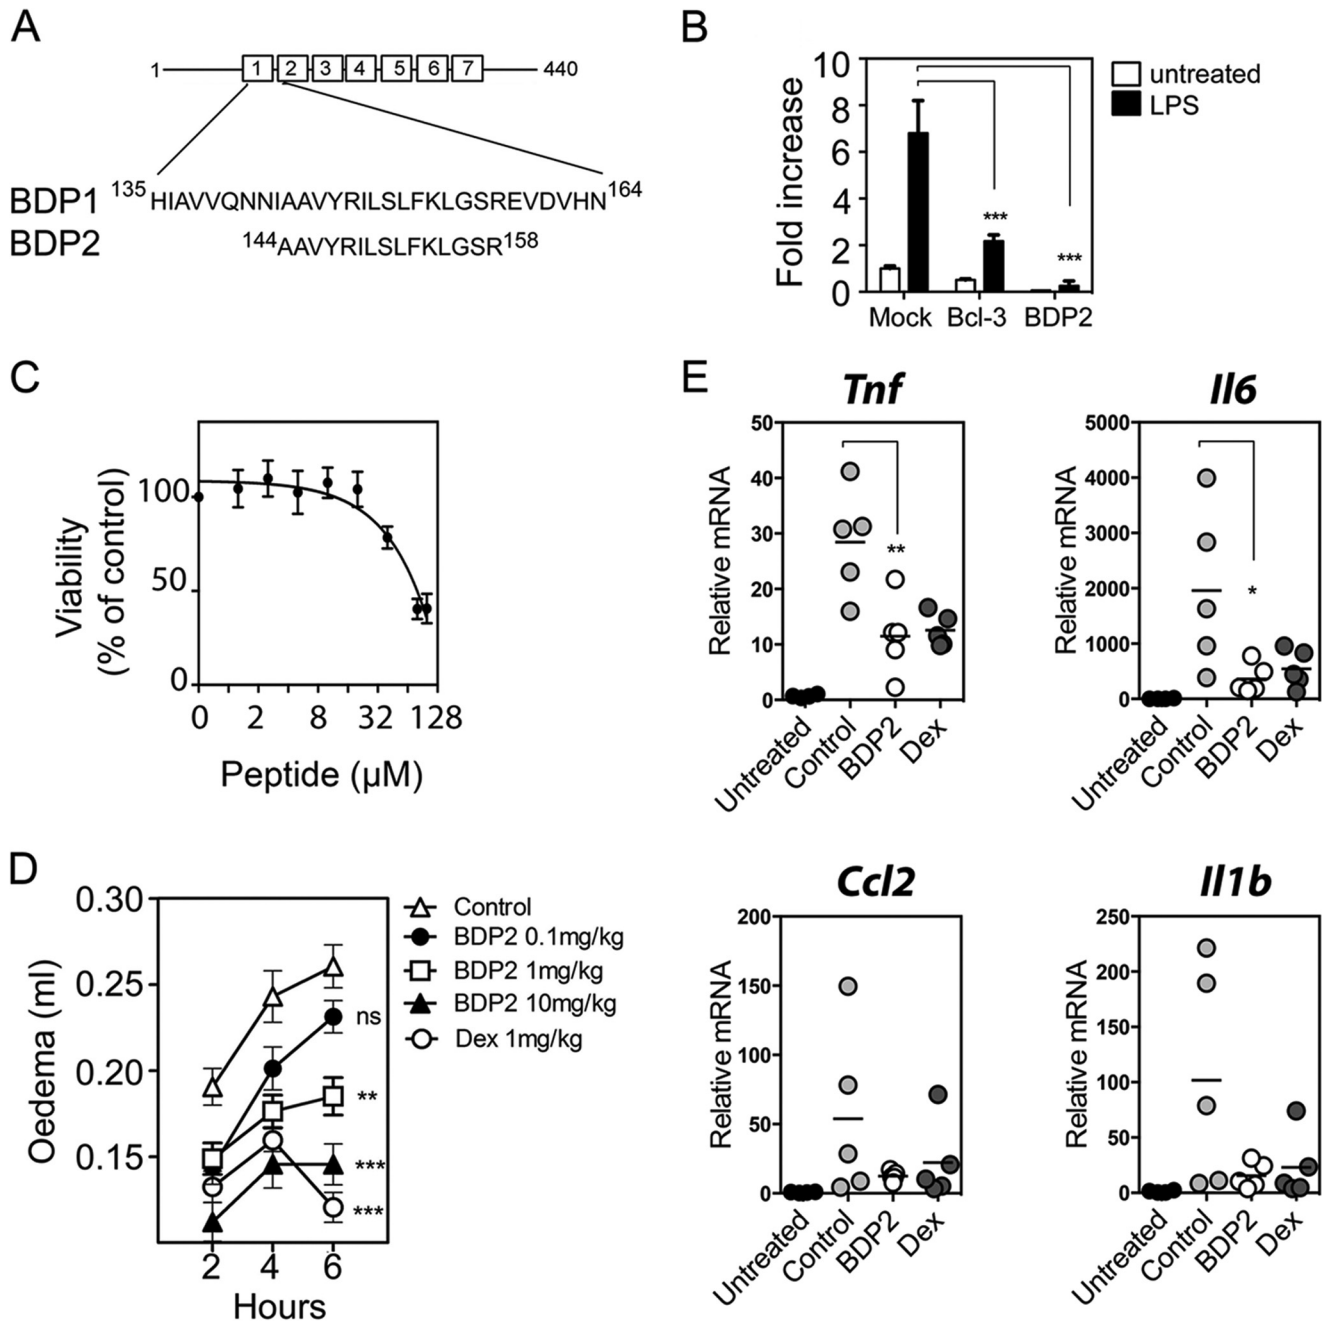 A
1 1 2 3 4 5 6 7 440
BDP1 135HIAVVQNNIAAVYRILSLFKLGSREVDVHN164
BDP2 144AAVYRILSLFKLGSR158
B
Fold increase
10
8
6
4
2
0
***
***
Mock Bcl-3 BDP2
untreated
LPS
C
Viability
(% of control)
100
50
0
0 2 8 32 128
Peptide (µM)
D
Oedema (ml)
0.30
0.25
0.20
0.15
ns
**
***
***
2 4 6
Hours
Control
BDP2 0.1mg/kg
BDP2 1mg/kg
BDP2 10mg/kg
Dex 1mg/kg
E
Tnf
Relative mRNA
50
40
30
20
10
0
**
Untreated
Control
BDP2
Dex
Il6
Relative mRNA
5000
4000
3000
2000
1000
0
*
Untreated
Control
BDP2
Dex
Ccl2
Relative mRNA
200
150
100
50
0
Untreated
Control
BDP2
Dex
Il1b
Relative mRNA
250
200
150
100
50
0
Untreated
Control
BDP2
Dex